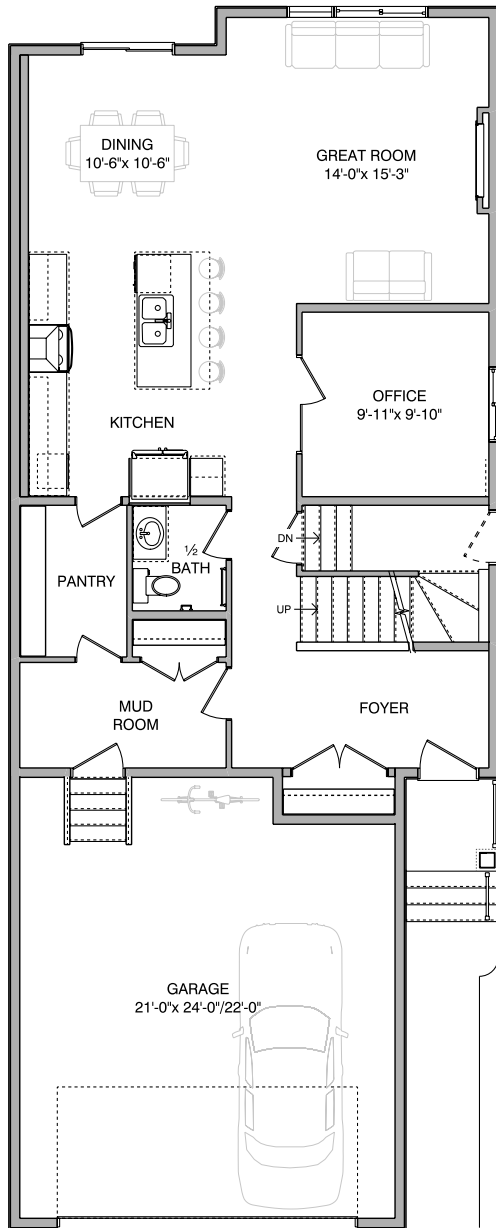 DINING
10'-6"x 10'-6"
GREAT ROOM
14'-0"x 15'-3"
OFFICE
9'-11"x 9'-10"
KITCHEN
DN
½
BATH
PANTRY
UP
MUD
ROOM
FOYER
GARAGE
21'-0"x 24'-0"/22'-0"